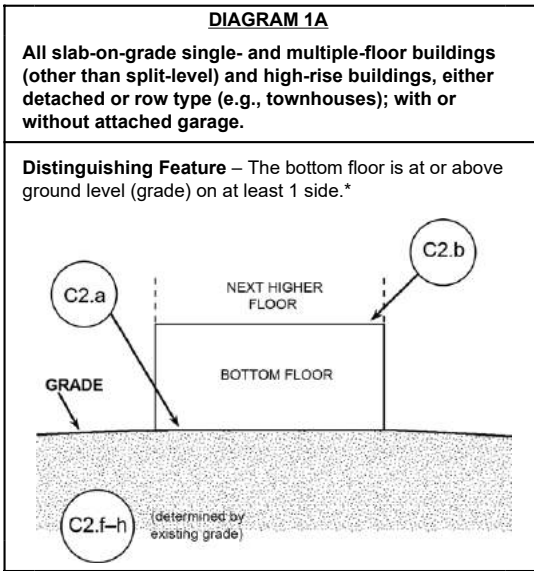 DIAGRAM 1A
All slab-on-grade single- and multiple-floor buildings
(other than split-level) and high-rise buildings, either
detached or row type (e.g., townhouses); with or
without attached garage.
Distinguishing Feature – The bottom floor is at or above
ground level (grade) on at least 1 side.*
C2.b
C2.a
NEXT HIGHER
FLOOR
BOTTOM FLOOR
GRADE
C2.f–h
(determined by
existing grade)